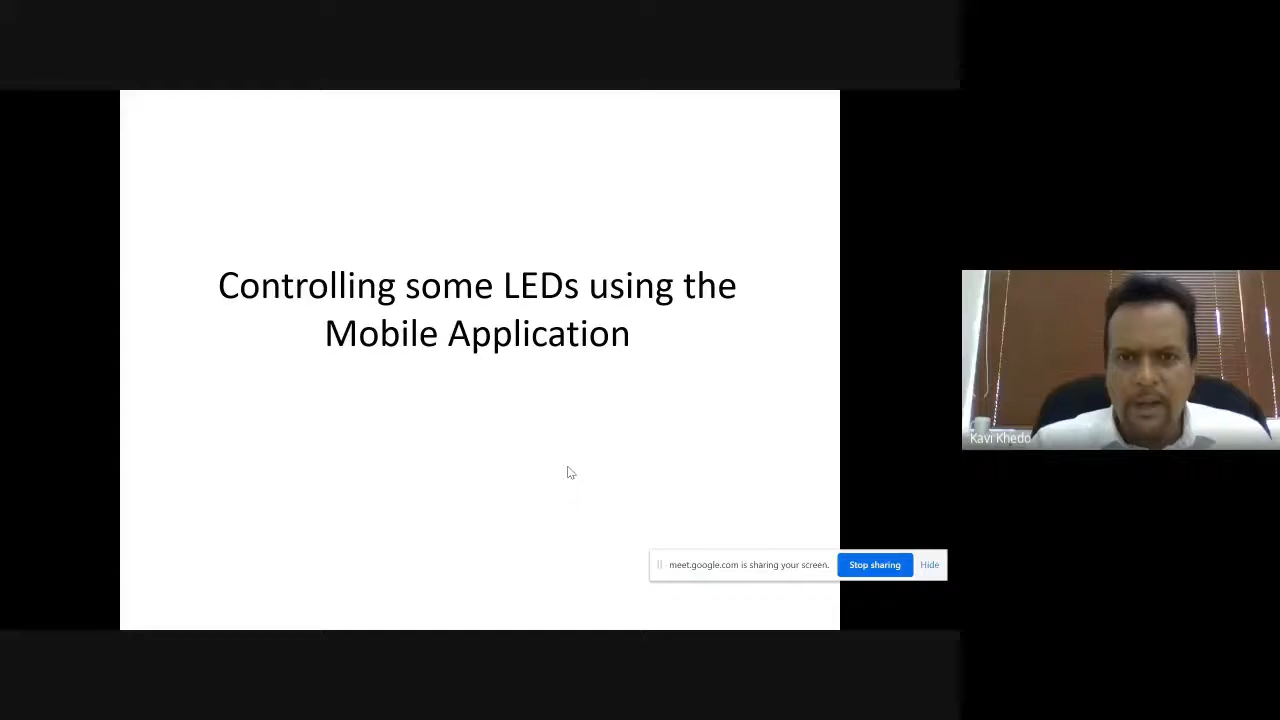 Controlling some LEDs using the
Mobile Application
Kavi Khedo
meet.google.com is sharing your screen. Stop sharing Hide